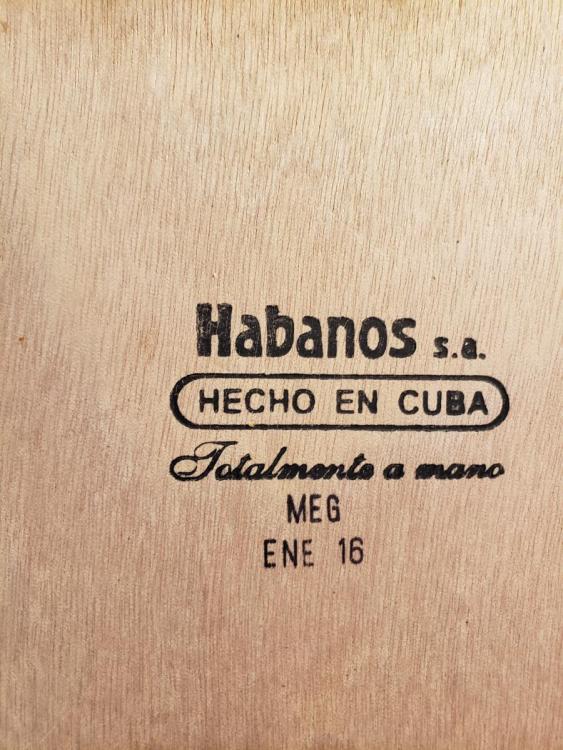 Habanos s.a.
HECHO EN CUBA
Totalmente a mano
MEG
ENE 16